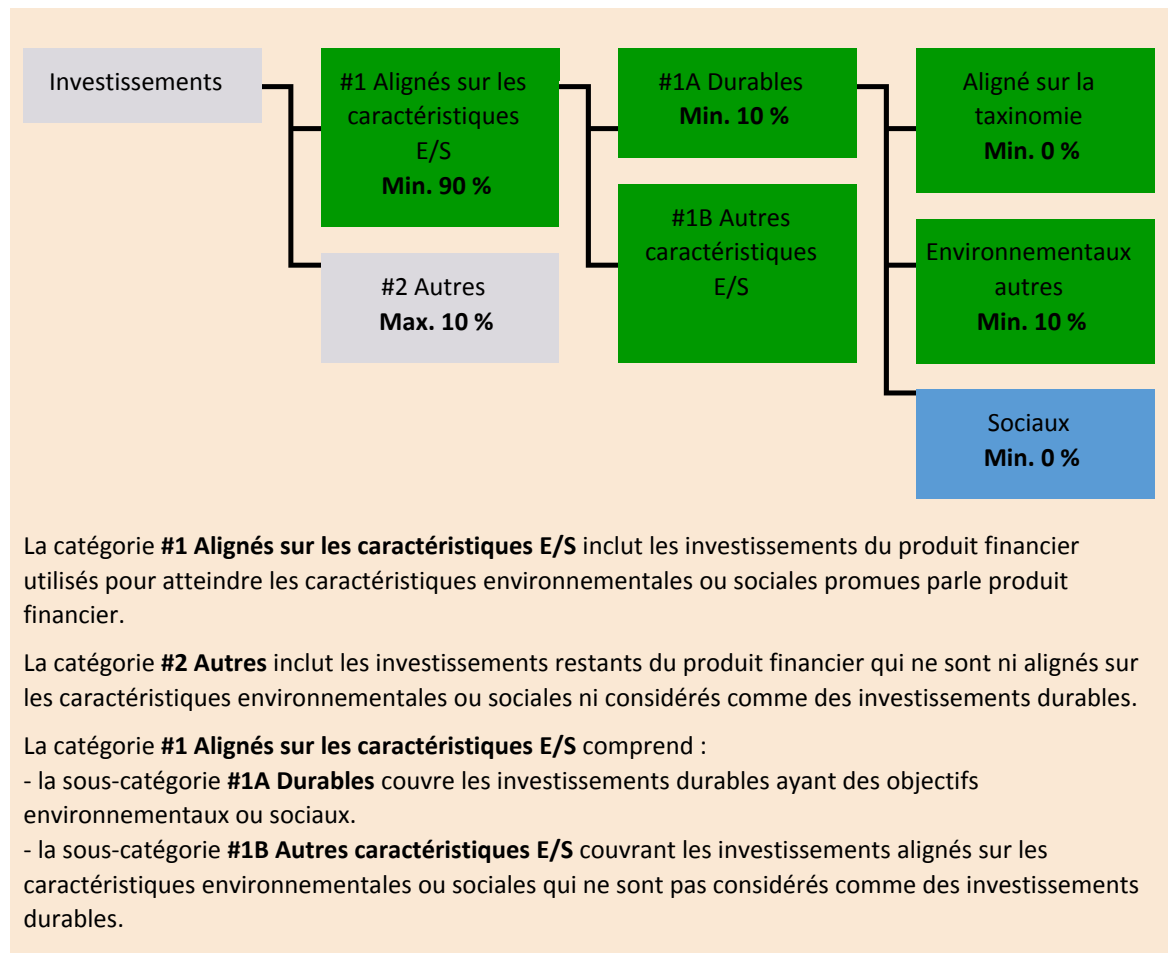 Investissements
#1 Alignés sur les
caractéristiques
E/S
Min. 90 %
#2 Autres
Max. 10 %
#1A Durables
Min. 10 %
#1B Autres
caractéristiques
E/S
Aligné sur la
taxinomie
Min. 0 %
Environnementaux
autres
Min. 10 %
Sociaux
Min. 0 %
La catégorie #1 Alignés sur les caractéristiques E/S inclut les investissements du produit financier
utilisés pour atteindre les caractéristiques environnementales ou sociales promues parle produit
financier.
La catégorie #2 Autres inclut les investissements restants du produit financier qui ne sont ni alignés sur
les caractéristiques environnementales ou sociales ni considérés comme des investissements durables.
La catégorie #1 Alignés sur les caractéristiques E/S comprend :
- la sous-catégorie #1A Durables couvre les investissements durables ayant des objectifs
environnementaux ou sociaux.
- la sous-catégorie #1B Autres caractéristiques E/S couvrant les investissements alignés sur les
caractéristiques environnementales ou sociales qui ne sont pas considérés comme des investissements
durables.